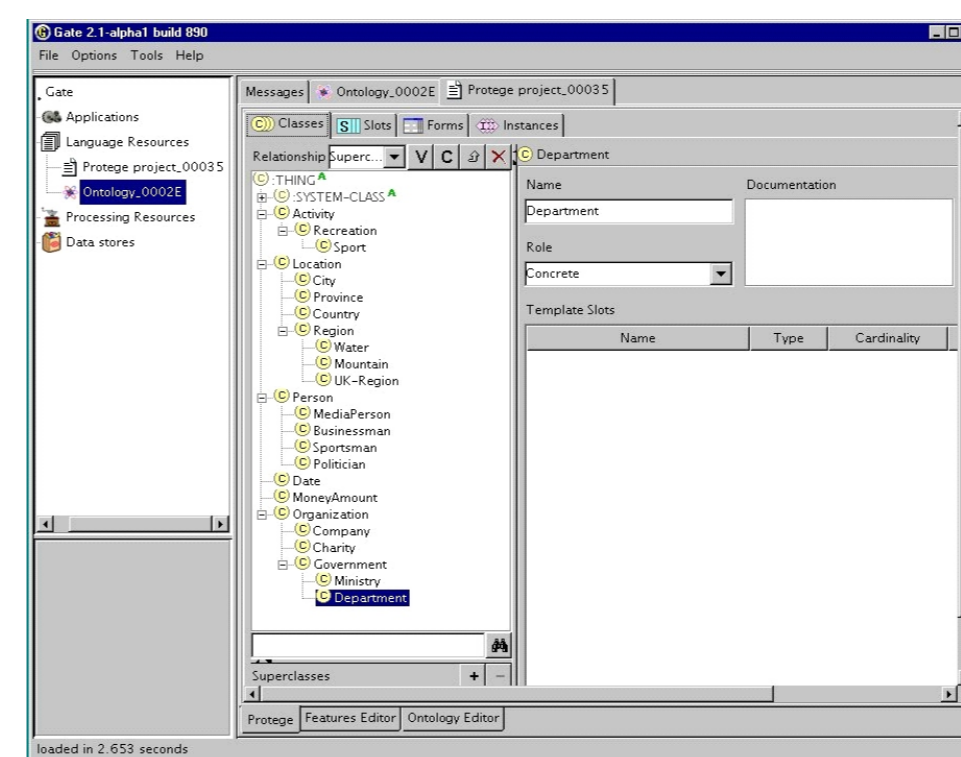 Gate 2.1-alpha1 build 890
File Options Tools Help
Gate
Applications
Language Resources
Protege project_00035
Ontology_0002E
Processing Resources
Data stores
Messages Ontology_0002E Protege project_00035
Classes Slots Forms Instances
Relationship Superc... V C
:THING A
:SYSTEM-CLASS A
Activity
Recreation
Sport
Location
City
Province
Country
Region
Water
Mountain
UK-Region
Person
MediaPerson
Businessman
Sportsman
Politician
Date
MoneyAmount
Organization
Company
Charity
Government
Ministry
Department
Superclasses + -
C Department
Name Documentation
Department
Role
Concrete
Template Slots
Name Type Cardinality
Protege Features Editor Ontology Editor
loaded in 2.653 seconds